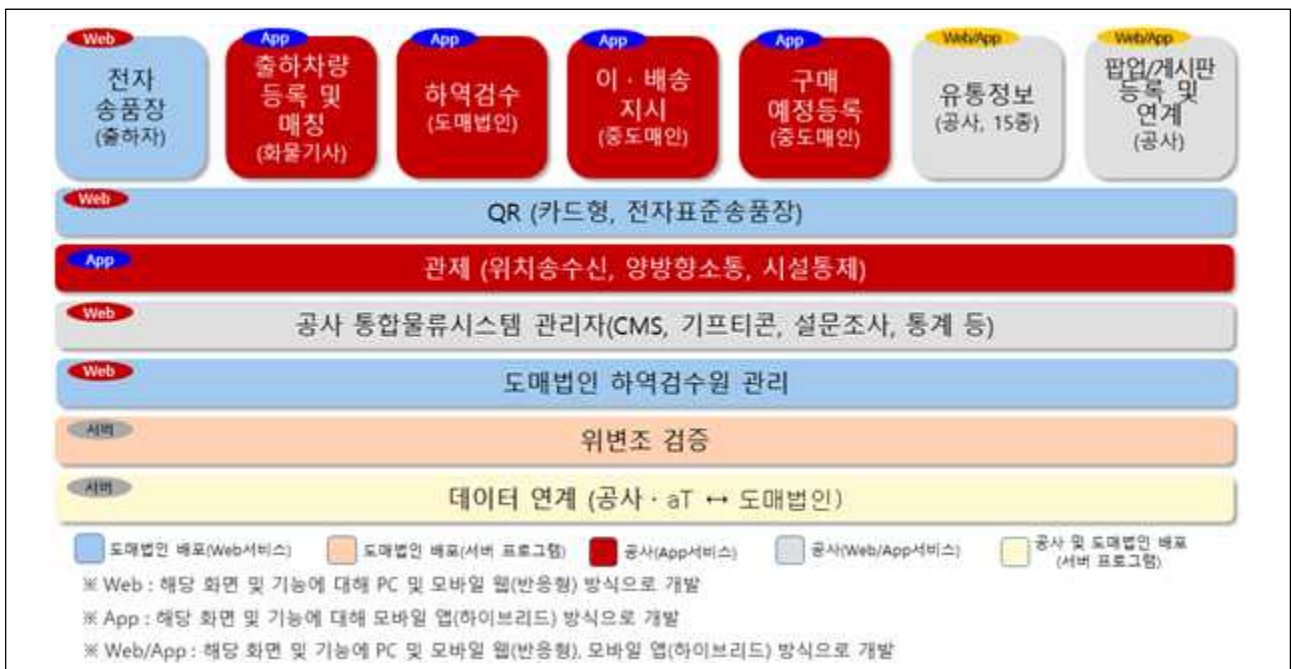 Web
전자
송품장
(출하자)
App
출하차량
등록 및
매칭
(화물기사)
App
하역검수
(도매법인)
App
이 · 배송
지시
(중도매인)
App
구매
예정등록
(중도매인)
Web/App
유통정보
(공사, 15종)
Web/App
팝업/게시판
등록 및
연계
(공사)
Web
QR (카드형, 전자표준송품장)
App
관제 (위치송수신, 양방향소통, 시설통제)
Web
공사 통합물류시스템 관리자(CMS, 기프티콘, 설문조사, 통계 등)
Web
도매법인 하역검수원 관리
서버
위변조 검증
서버
데이터 연계 (공사 · aT ↔ 도매법인)
도매법인 배포(Web서비스)
도매법인 배포(서버 프로그램)
공사(App서비스)
공사(Web/App서비스)
공사 및 도매법인 배포
(서버 프로그램)
※ Web : 해당 화면 및 기능에 대해 PC 및 모바일 웹(반응형) 방식으로 개발
※ App : 해당 화면 및 기능에 대해 모바일 앱(하이브리드) 방식으로 개발
※ Web/App : 해당 화면 및 기능에 PC 및 모바일 웹(반응형), 모바일 앱(하이브리드) 방식으로 개발